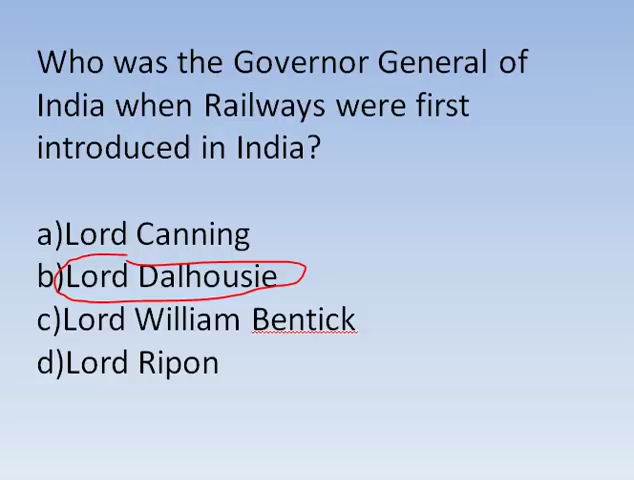 Who was the Governor General of
India when Railways were first
introduced in India?
a)Lord Canning
b)Lord Dalhousie
c)Lord William Bentick
d)Lord Ripon